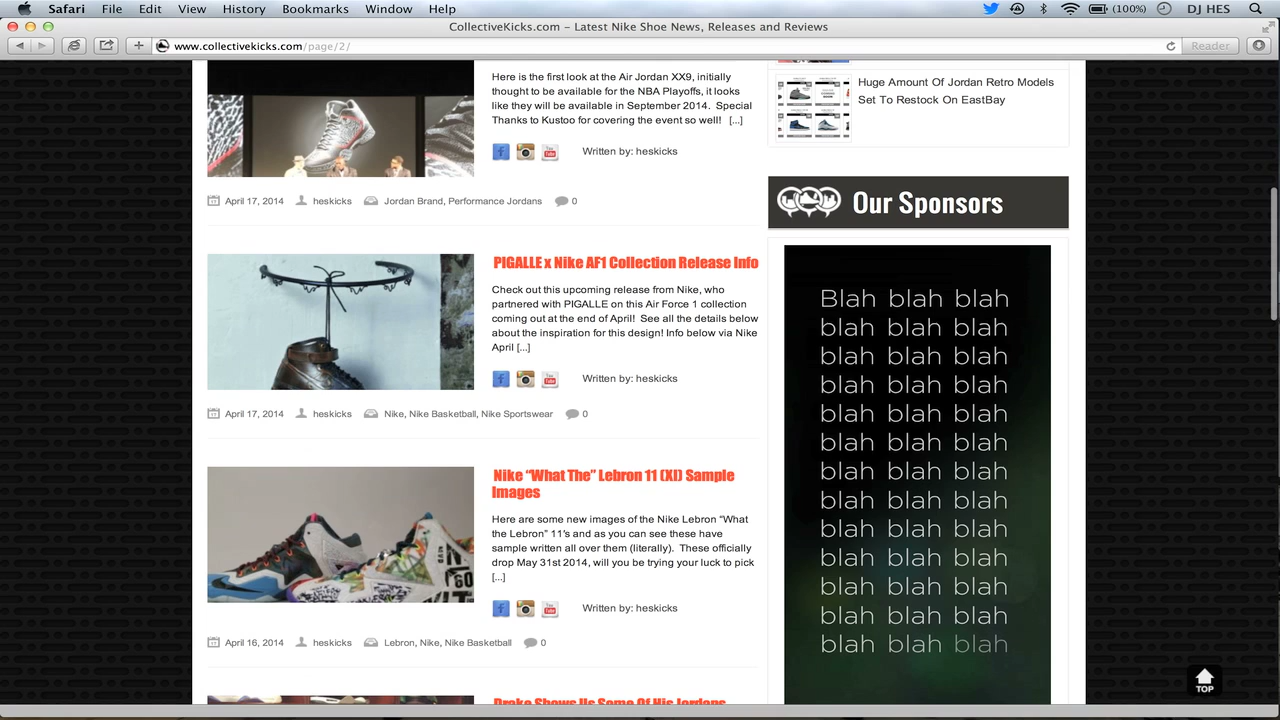 Safari File Edit View History Bookmarks Window Help (100%) DJ HES
CollectiveKicks.com – Latest Nike Shoe News, Releases and Reviews
www.collectivekicks.com/page/2/
Reader
Here is the first look at the Air Jordan XX9, initially
thought to be available for the NBA Playoffs, it looks
like they will be available in September 2014. Special
Thanks to Kustoo for covering the event so well! [...]
Written by: heskicks
April 17, 2014 heskicks Jordan Brand, Performance Jordans 0
PIGALLE x Nike AF1 Collection Release Info
Check out this upcoming release from Nike, who
partnered with PIGALLE on this Air Force 1 collection
coming out at the end of April! See all the details below
about the inspiration for this design! Info below via Nike
April [...]
Written by: heskicks
April 17, 2014 heskicks Nike, Nike Basketball, Nike Sportswear 0
Nike “What The” Lebron 11 (XI) Sample
Images
Here are some new images of the Nike Lebron “What
the Lebron” 11′s and as you can see these have
sample written all over them (literally). These officially
drop May 31st 2014, will you be trying your luck to pick
[...]
Written by: heskicks
April 16, 2014 heskicks Lebron, Nike, Nike Basketball 0
Drake Shows Us Some Of His Jordans
Huge Amount Of Jordan Retro Models
Set To Restock On EastBay
Our Sponsors
Blah blah blah
blah blah blah
blah blah blah
blah blah blah
blah blah blah
blah blah blah
blah blah blah
blah blah blah
blah blah blah
blah blah blah
blah blah blah
blah blah blah
blah blah blah
TOP